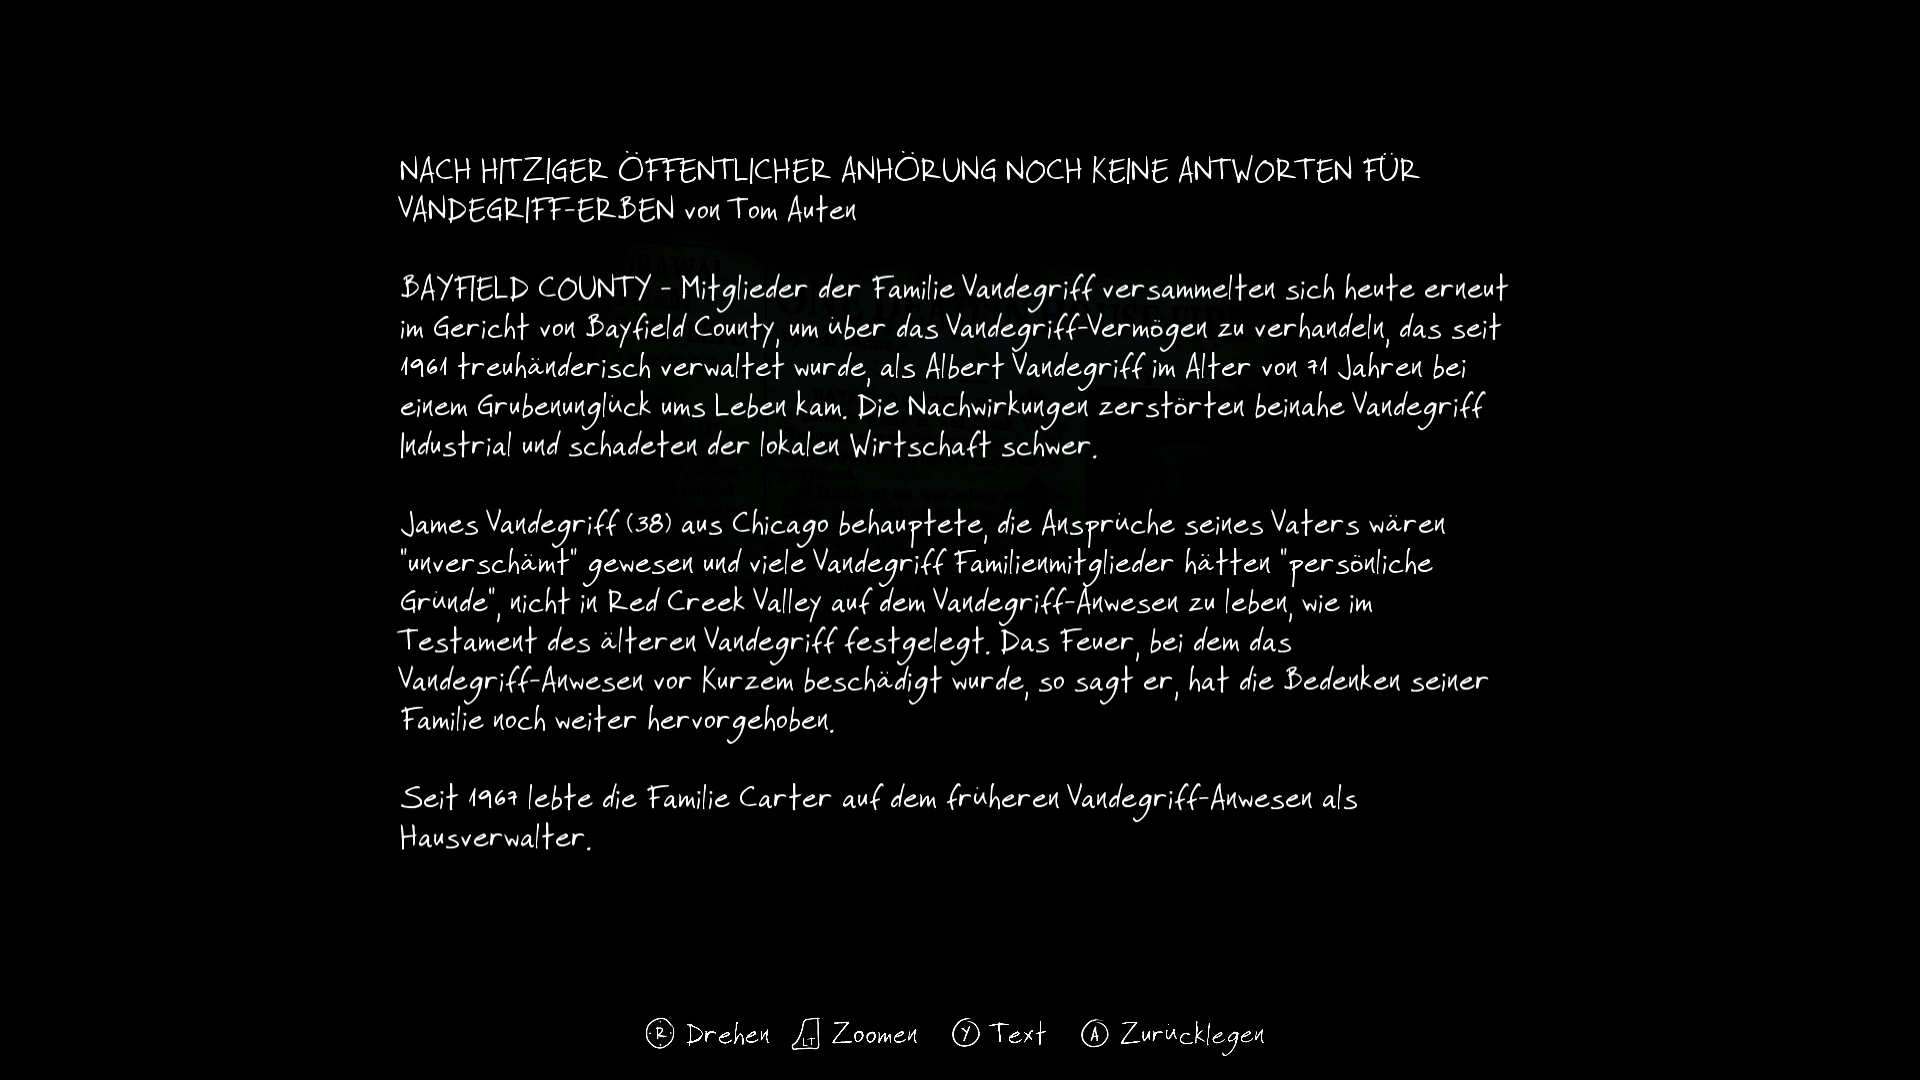 NACH HITZIGER ÖFFENTLICHER ANHÖRUNG NOCH KEINE ANTWORTEN FÜR
VANDEGRIFF-ERBEN von Tom Auten
BAYFIELD COUNTY - Mitglieder der Familie Vandegriff versammelten sich heute erneut
im Gericht von Bayfield County, um über das Vandegriff-Vermögen zu verhandeln, das seit
1961 treuhänderisch verwaltet wurde, als Albert Vandegriff im Alter von 71 Jahren bei
einem Grubenunglück ums Leben kam. Die Nachwirkungen zerstörten beinahe Vandegriff
Industrial und schadeten der lokalen Wirtschaft schwer.
James Vandegriff (38) aus Chicago behauptete, die Ansprüche seines Vaters wären
"unverschämt" gewesen und viele Vandegriff Familienmitglieder hätten "persönliche
Gründe", nicht in Red Creek Valley auf dem Vandegriff-Anwesen zu leben, wie im
Testament des älteren Vandegriff festgelegt. Das Feuer, bei dem das
Vandegriff-Anwesen vor Kurzem beschädigt wurde, so sagt er, hat die Bedenken seiner
Familie noch weiter hervorgehoben.
Seit 1967 lebte die Familie Carter auf dem früheren Vandegriff-Anwesen als
Hausverwalter.
R Drehen LT Zoomen Y Text A Zurücklegen